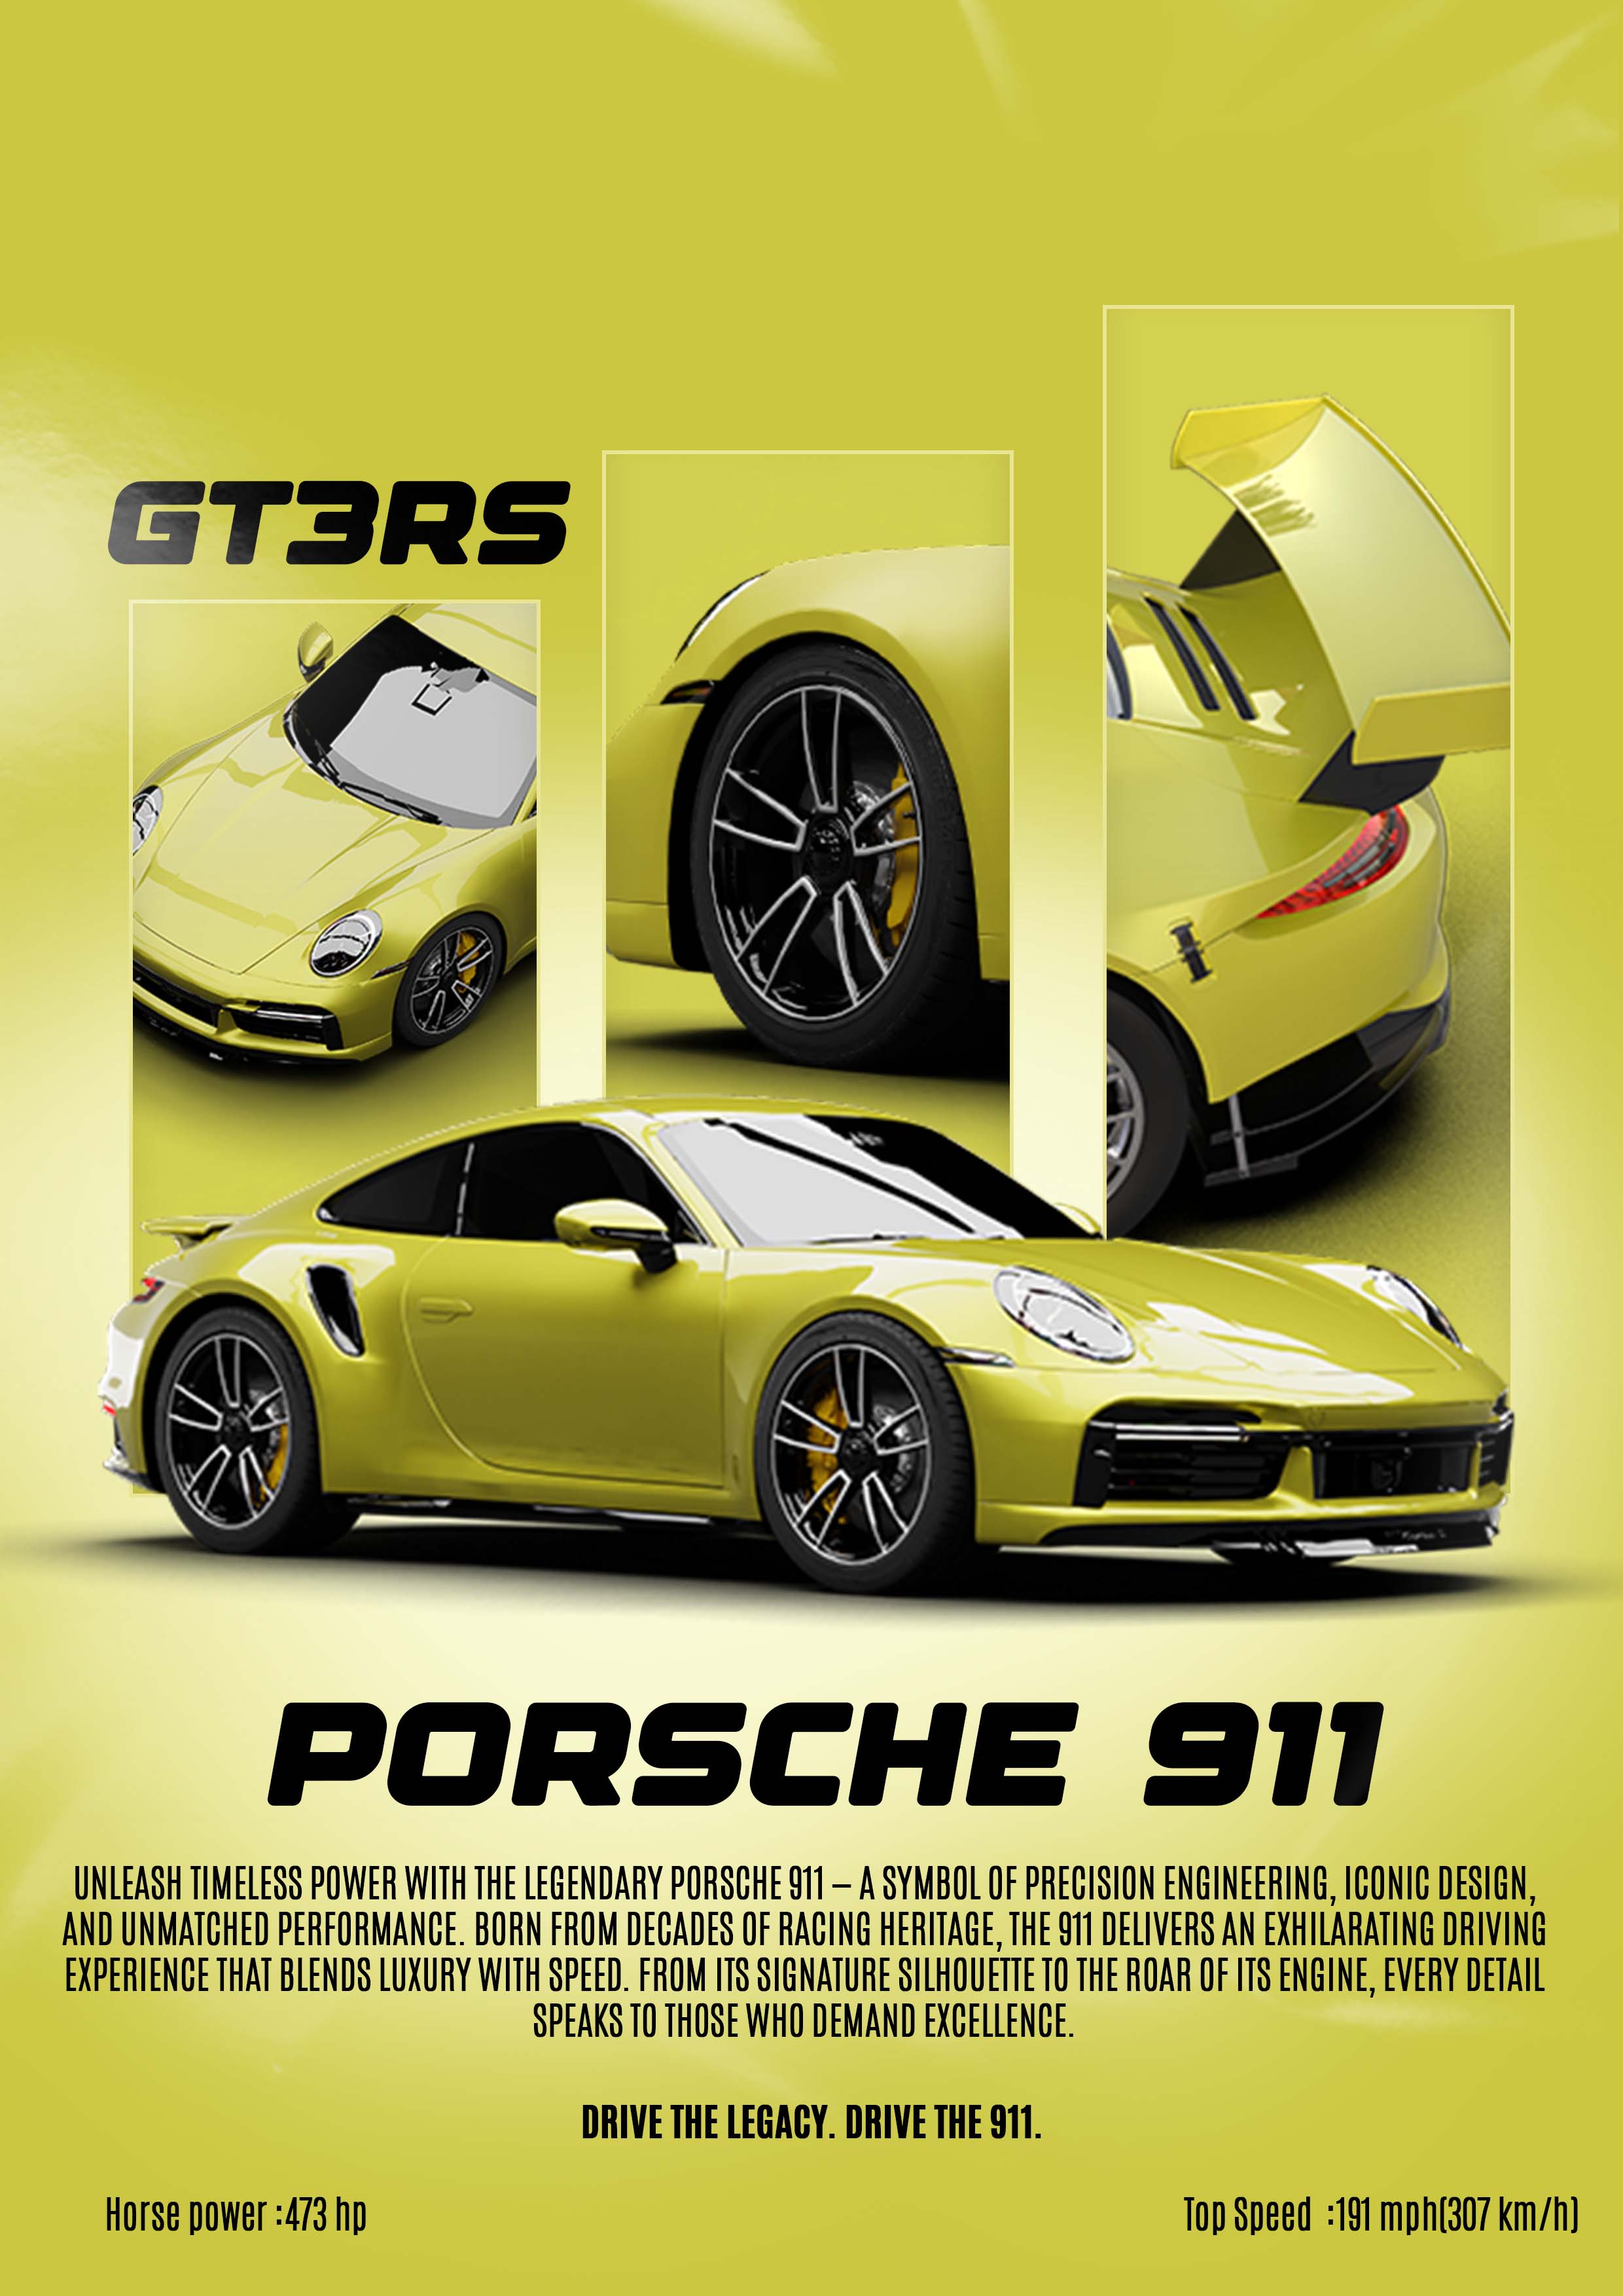 GT3RS
PORSCHE 911
UNLEASH TIMELESS POWER WITH THE LEGENDARY PORSCHE 911 – A SYMBOL OF PRECISION ENGINEERING, ICONIC DESIGN,
AND UNMATCHED PERFORMANCE. BORN FROM DECADES OF RACING HERITAGE, THE 911 DELIVERS AN EXHILARATING DRIVING
EXPERIENCE THAT BLENDS LUXURY WITH SPEED. FROM ITS SIGNATURE SILHOUETTE TO THE ROAR OF ITS ENGINE, EVERY DETAIL
SPEAKS TO THOSE WHO DEMAND EXCELLENCE.
DRIVE THE LEGACY. DRIVE THE 911.
Horse power :473 hp
Top Speed :191 mph(307 km/h)